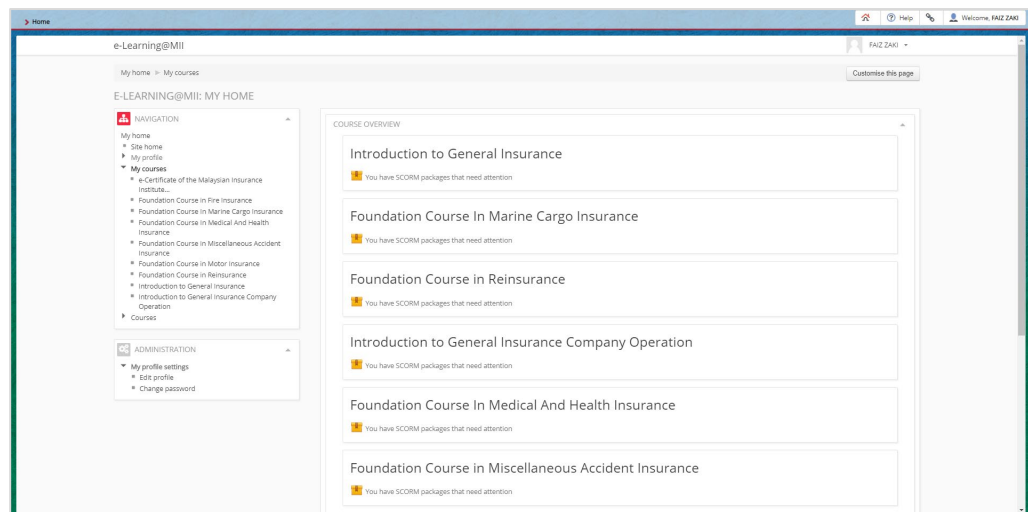 Home
Help
Welcome, FAIZ ZAKI
e-Learning@MII
FAIZ ZAKI
My home
My courses
Customise this page
E-LEARNING@MII: MY HOME
NAVIGATION
My home
Site home
My profile
My courses
e-Certificate of the Malaysian Insurance
Institute...
Foundation Course in Fire Insurance
Foundation Course In Marine Cargo Insurance
Foundation Course In Medical And Health
Insurance
Foundation Course in Miscellaneous Accident
Insurance
Foundation Course in Motor Insurance
Foundation Course in Reinsurance
Introduction to General Insurance
Introduction to General Insurance Company
Operation
Courses
ADMINISTRATION
My profile settings
Edit profile
Change password
COURSE OVERVIEW
Introduction to General Insurance
You have SCORM packages that need attention
Foundation Course In Marine Cargo Insurance
You have SCORM packages that need attention
Foundation Course in Reinsurance
You have SCORM packages that need attention
Introduction to General Insurance Company Operation
You have SCORM packages that need attention
Foundation Course In Medical And Health Insurance
You have SCORM packages that need attention
Foundation Course in Miscellaneous Accident Insurance
You have SCORM packages that need attention